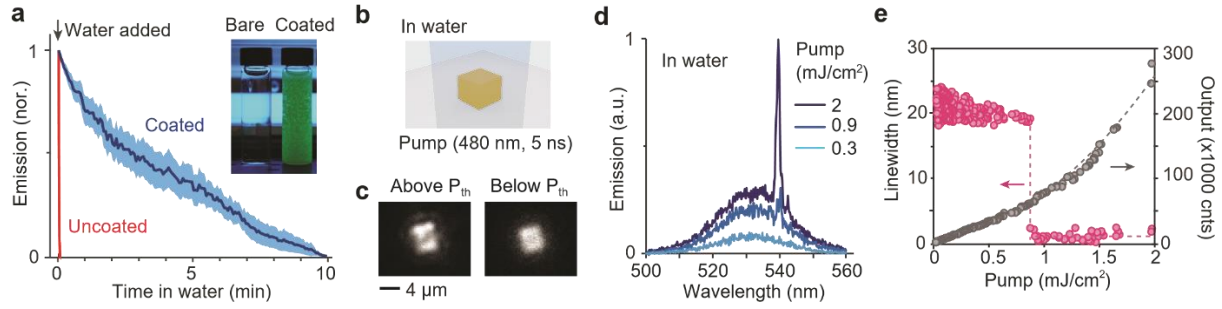 a
Water added
Bare Coated
1
Emission (nor.)
Coated
Uncoated
0
0 5 10
Time in water (min)
b
In water
Pump (480 nm, 5 ns)
c
Above Pth
Below Pth
4 μm
d
In water
Pump
(mJ/cm²)
2
0.9
0.3
1
Emission (a.u.)
0
500 520 540 560
Wavelength (nm)
e
30
20
10
0
Linewidth (nm)
300
200
100
0
Output (x1000 cnts)
0 0.5 1 1.5 2
Pump (mJ/cm²)